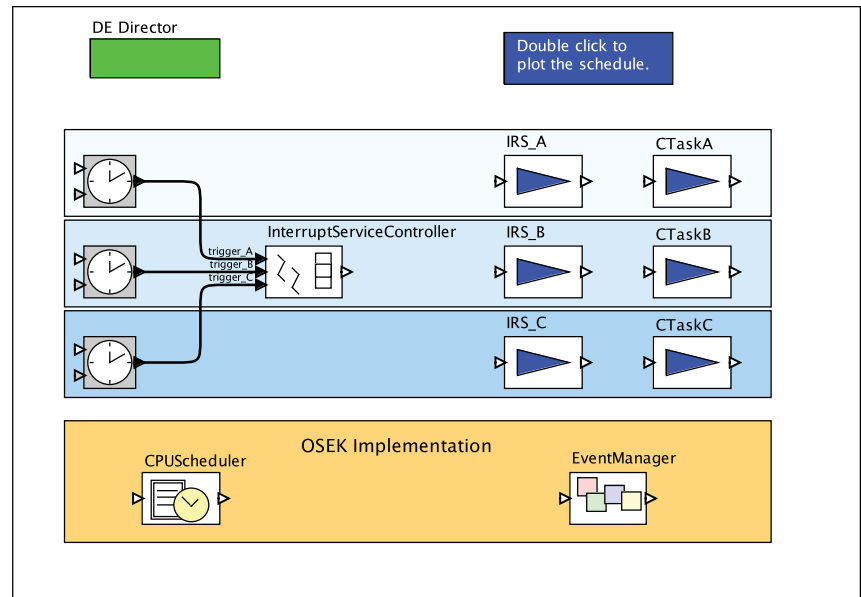 DE Director
Double click to
plot the schedule.
IRS_A
CTaskA
InterruptServiceController
IRS_B
CTaskB
trigger_A
trigger_B
trigger_C
IRS_C
CTaskC
OSEK Implementation
CPUScheduler
EventManager